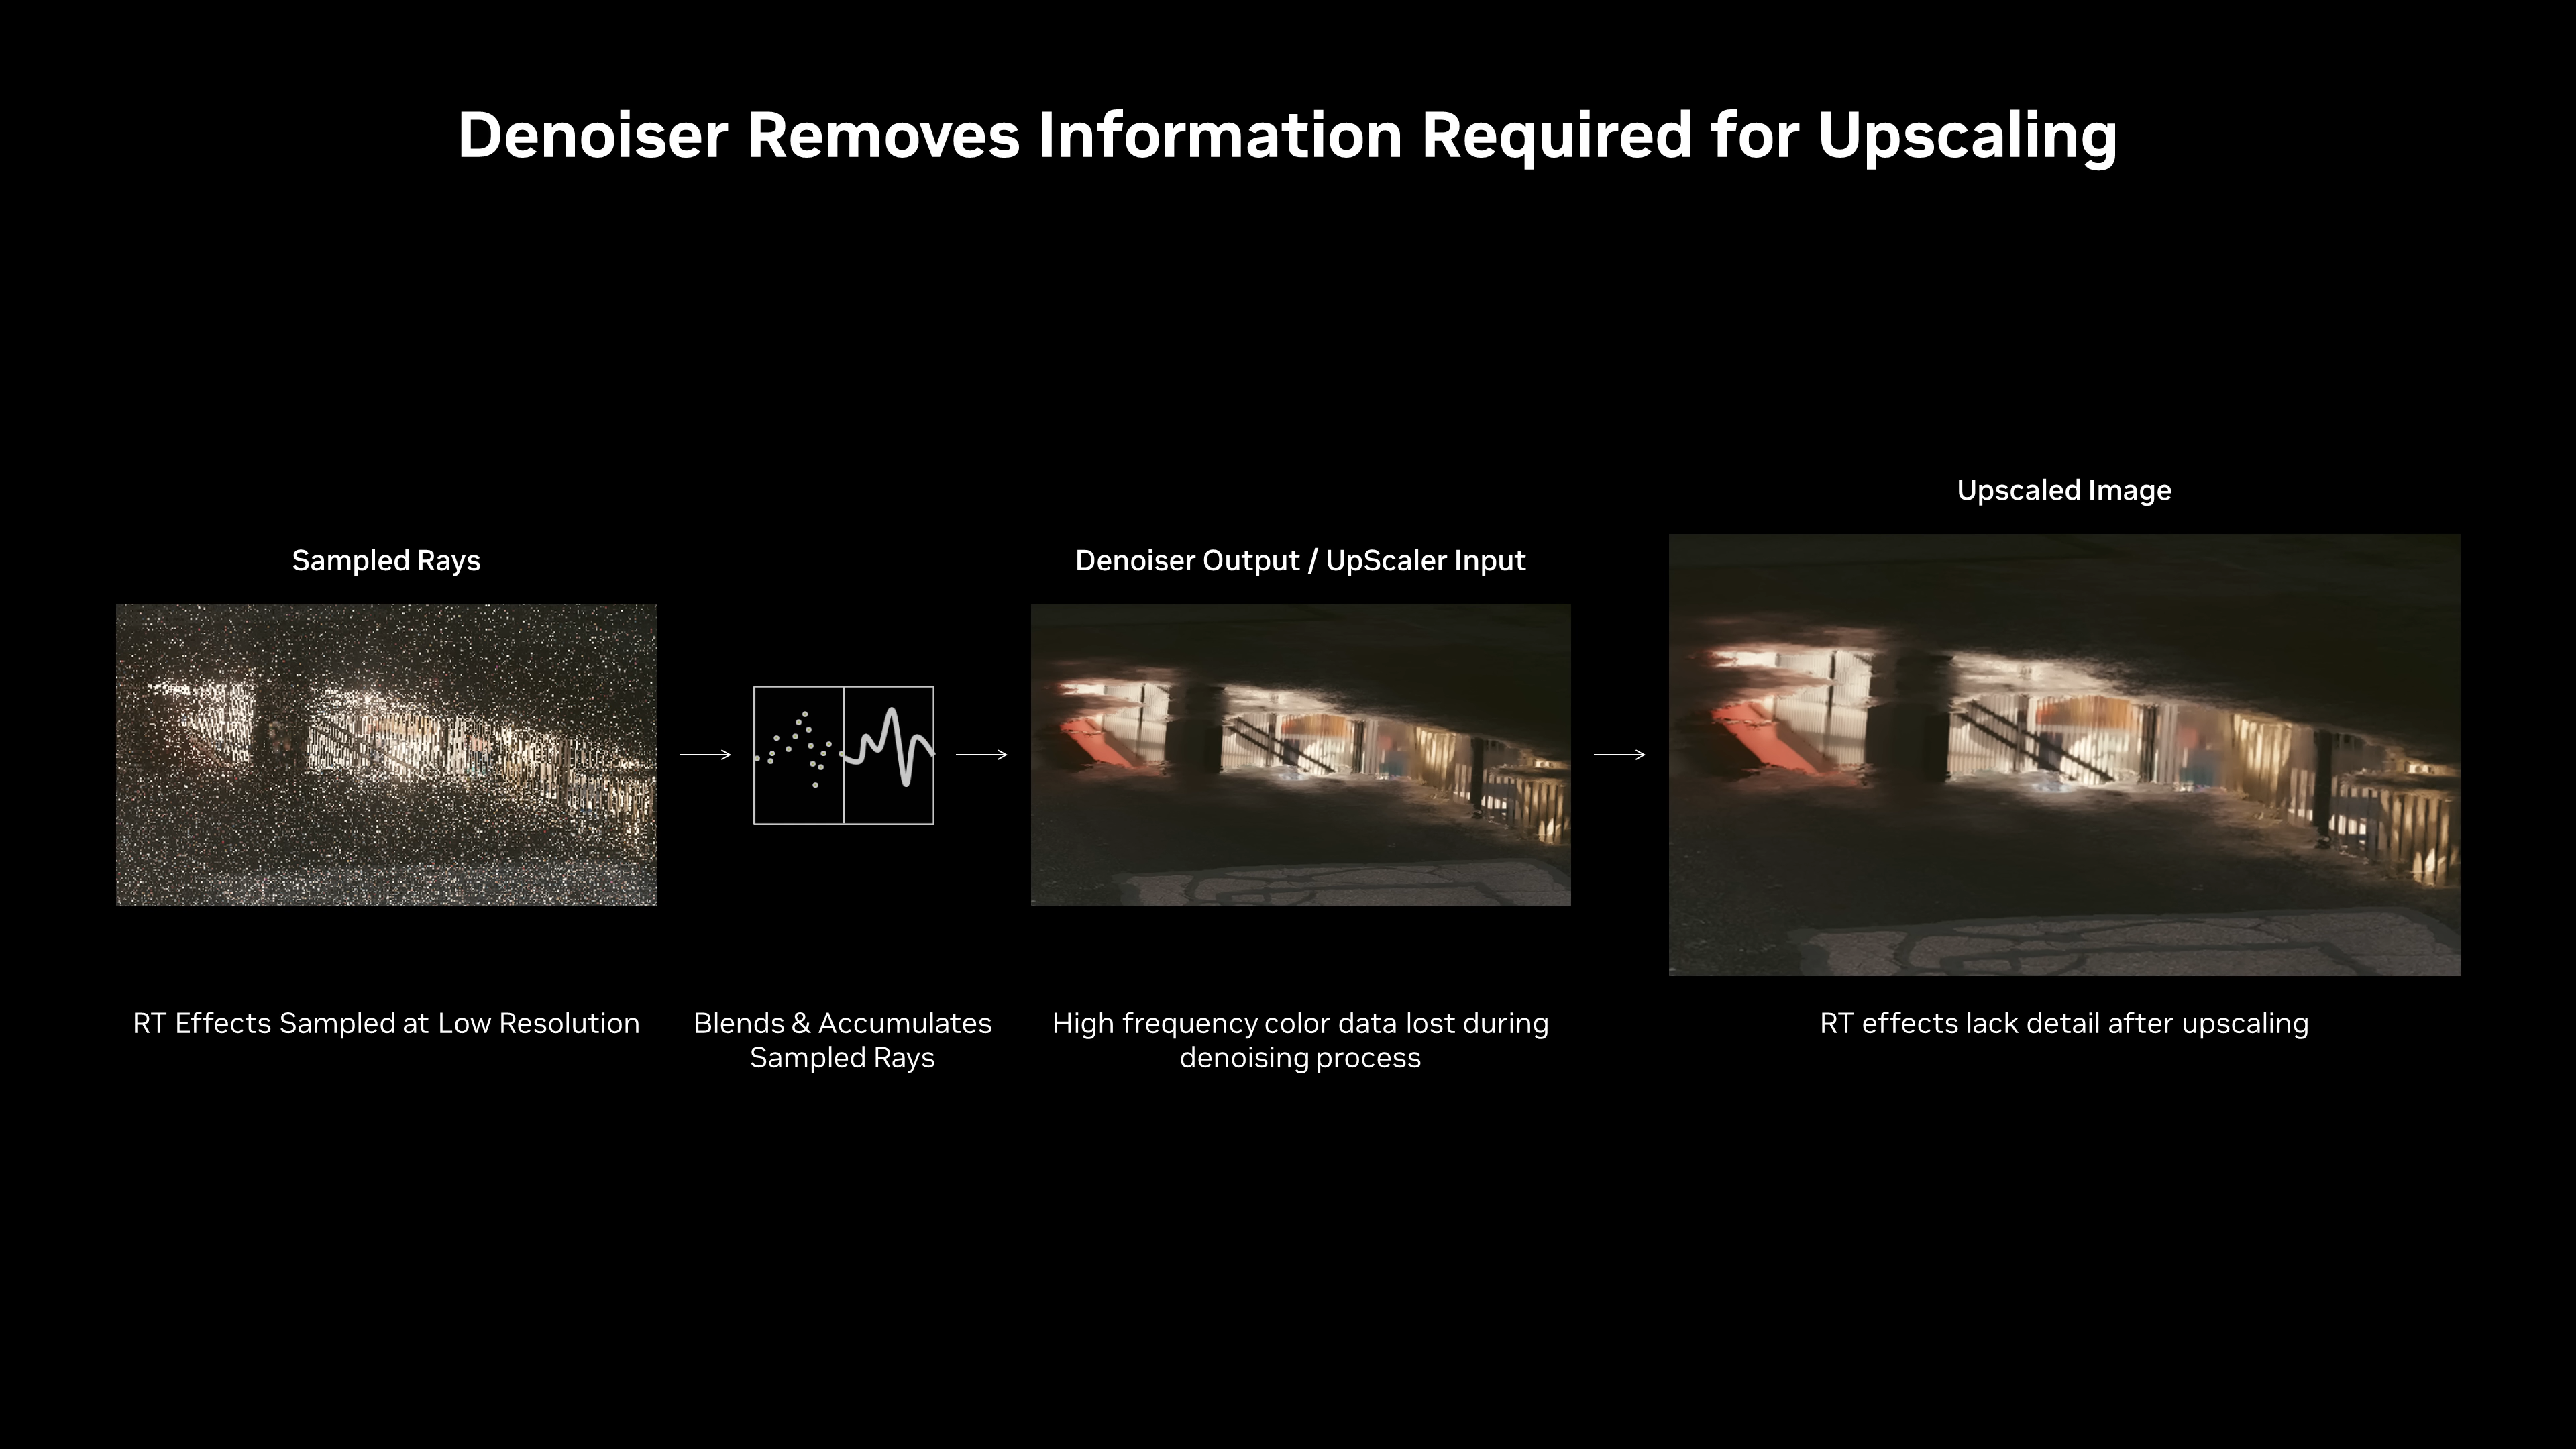 Denoiser Removes Information Required for Upscaling
Upscaled Image
Sampled Rays
Denoiser Output / UpScaler Input
RT Effects Sampled at Low Resolution
Blends & Accumulates
Sampled Rays
High frequency color data lost during
denoising process
RT effects lack detail after upscaling